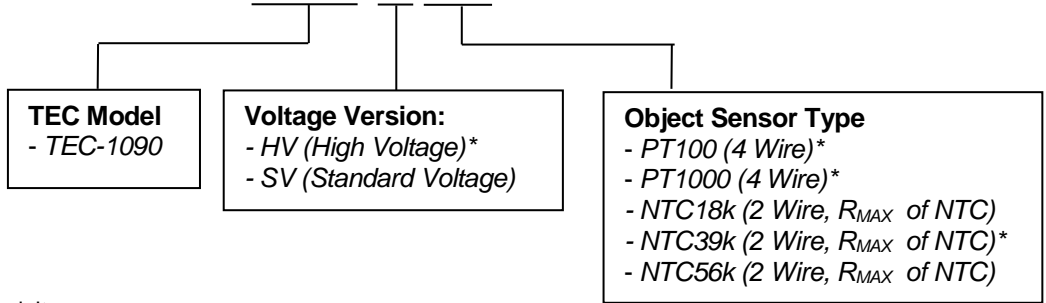 TEC Model
- TEC-1090
Voltage Version:
- HV (High Voltage)*
- SV (Standard Voltage)
Object Sensor Type
- PT100 (4 Wire)*
- PT1000 (4 Wire)*
- NTC18k (2 Wire, RMAX of NTC)
- NTC39k (2 Wire, RMAX of NTC)*
- NTC56k (2 Wire, RMAX of NTC)